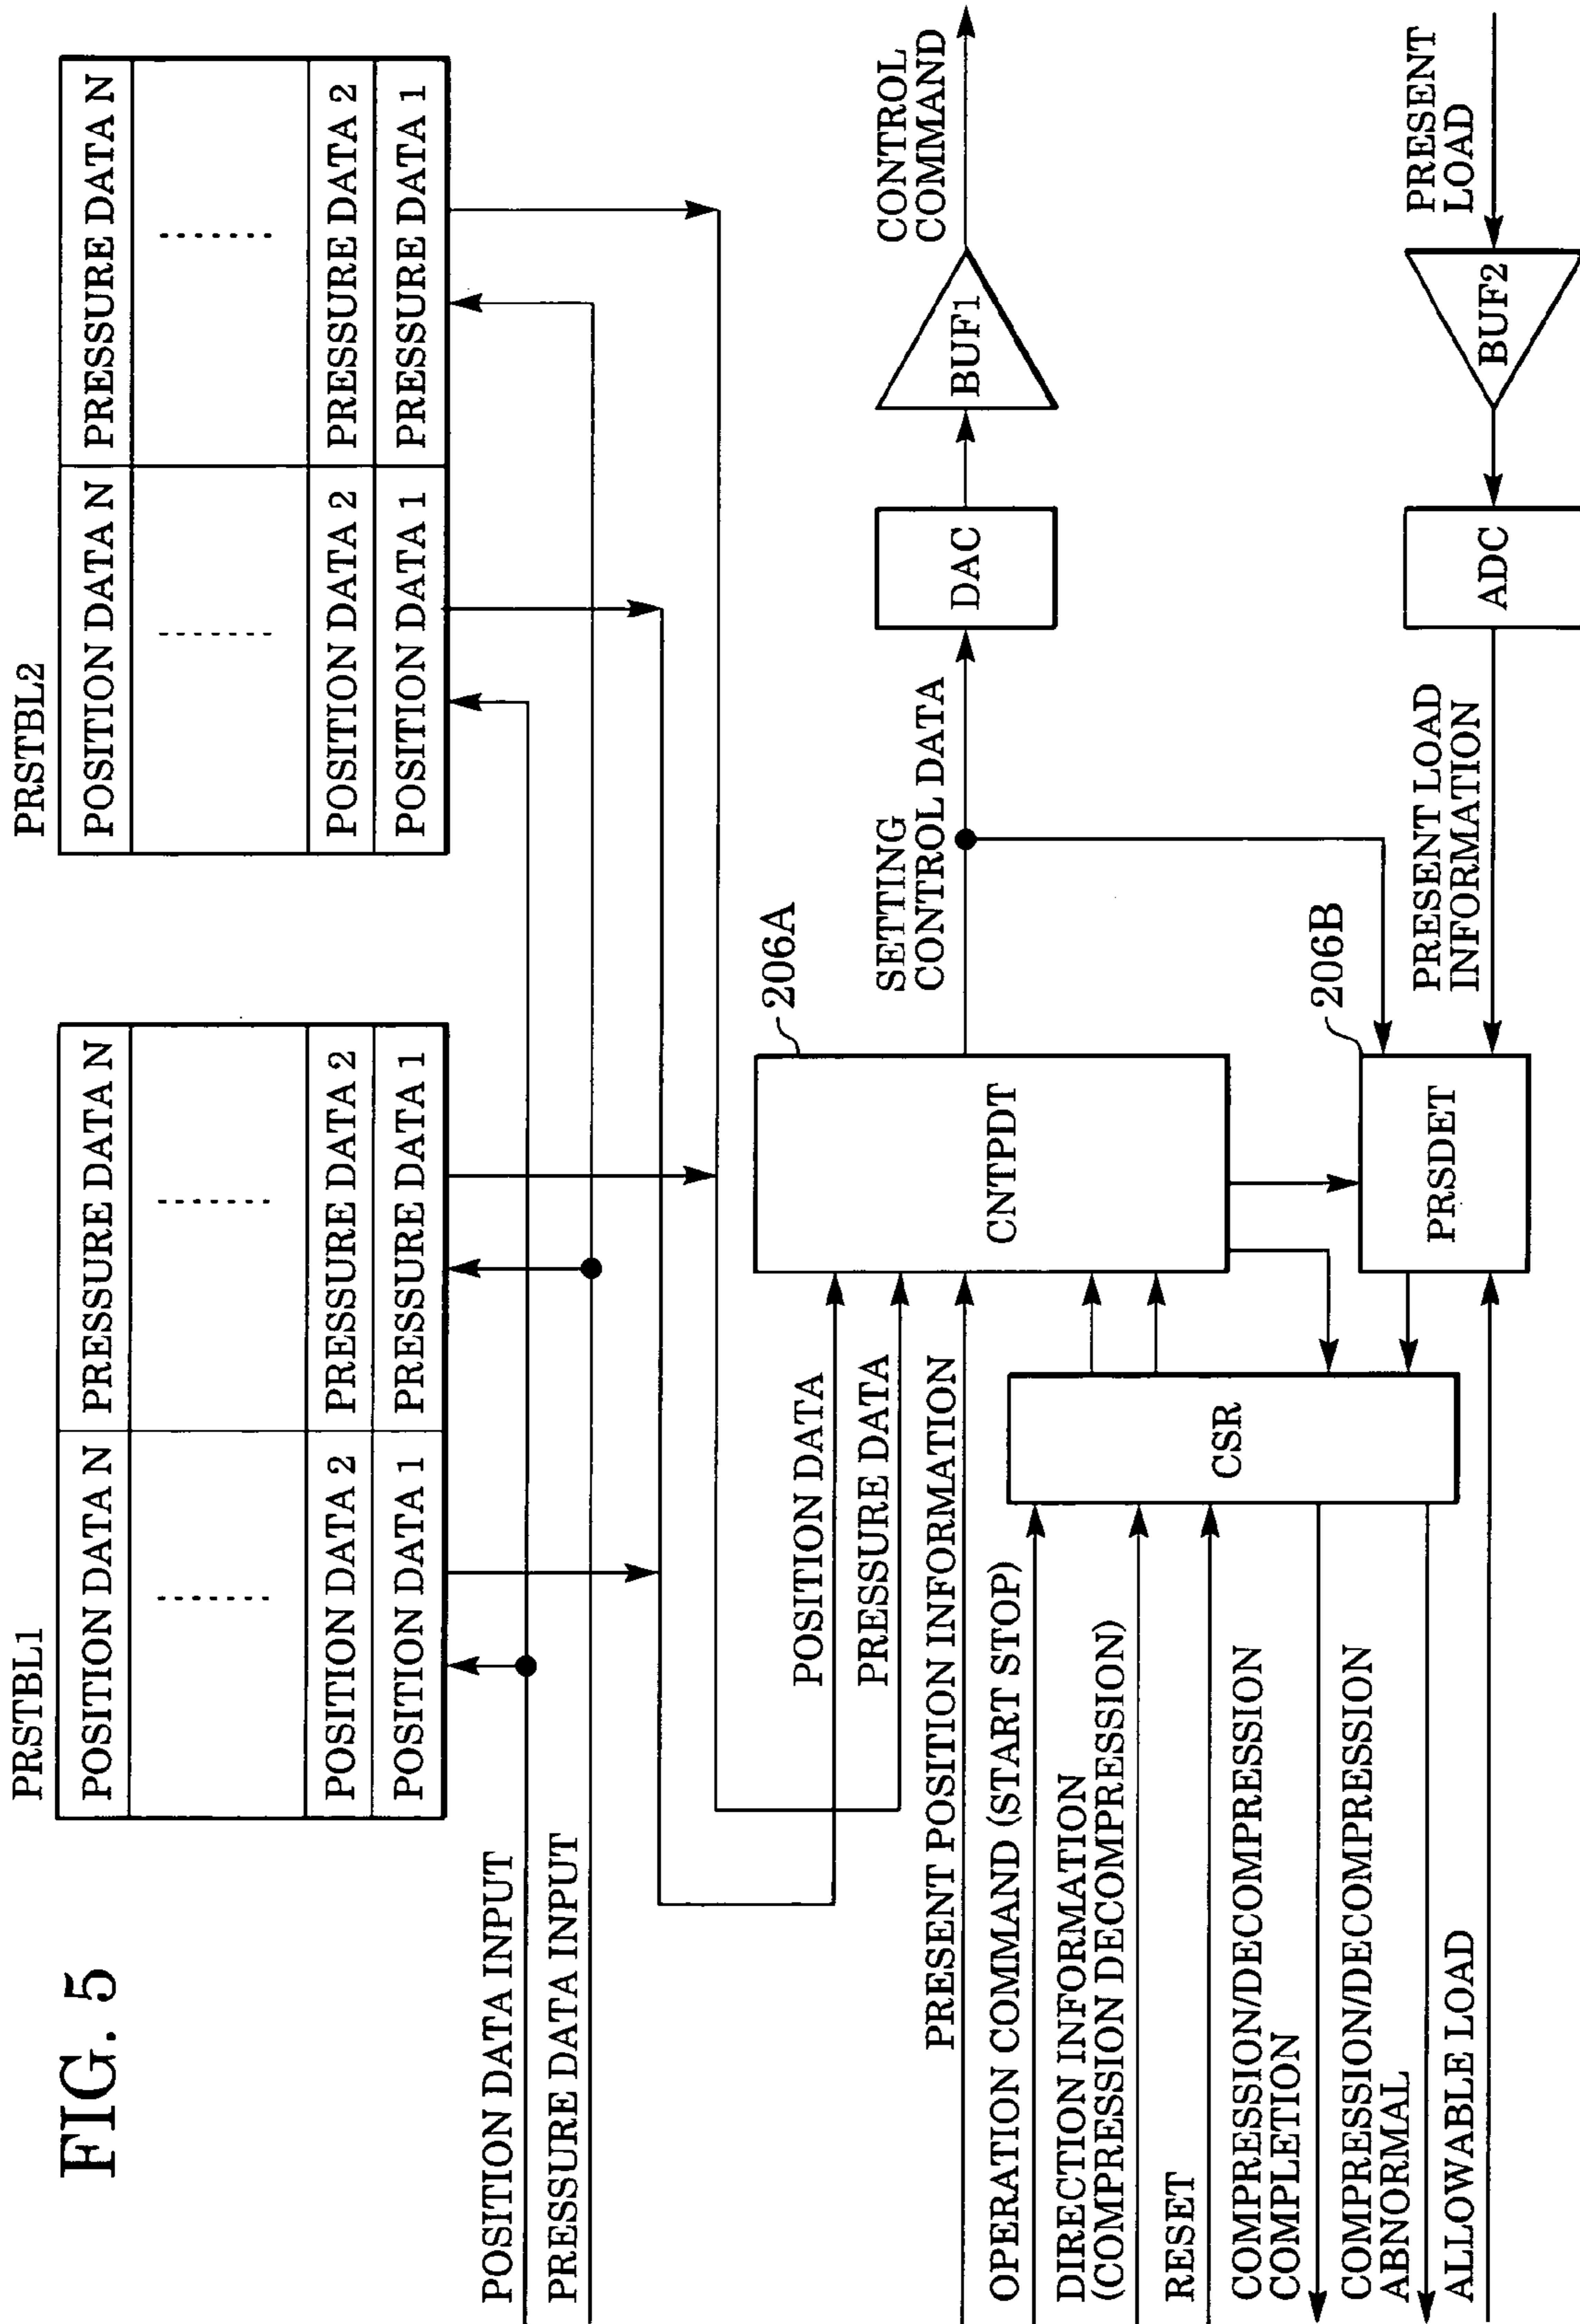 FIG. 5
PRSTBL1
POSITION DATA N
PRESSURE DATA N
POSITION DATA 2
PRESSURE DATA 2
POSITION DATA 1
PRESSURE DATA 1
PRSTBL2
POSITION DATA N
PRESSURE DATA N
POSITION DATA 2
PRESSURE DATA 2
POSITION DATA 1
PRESSURE DATA 1
POSITION DATA INPUT
PRESSURE DATA INPUT
POSITION DATA
PRESSURE DATA
PRESENT POSITION INFORMATION
OPERATION COMMAND (START STOP)
DIRECTION INFORMATION
(COMPRESSION DECOMPRESSION)
RESET
COMPRESSION/DECOMPRESSION
COMPLETION
COMPRESSION/DECOMPRESSION
ABNORMAL
ALLOWABLE LOAD
CSR
206A
CNTPDT
206B
PRSDET
SETTING
CONTROL DATA
DAC
BUF1
CONTROL
COMMAND
PRESENT LOAD
INFORMATION
ADC
BUF2
PRESENT
LOAD